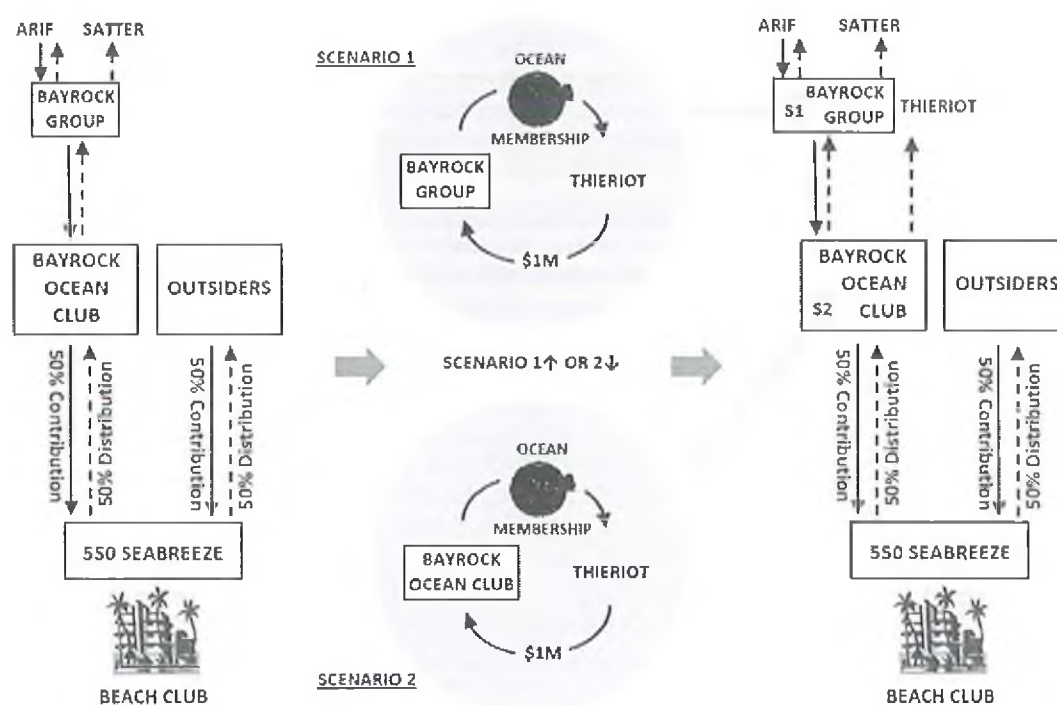 ARIF SATTER
BAYROCK
GROUP
BAYROCK
OCEAN
CLUB
OUTSIDERS
50% Contribution
50% Distribution
50% Contribution
50% Distribution
550 SEABREEZE
BEACH CLUB
SCENARIO 1
OCEAN
MEMBERSHIP
BAYROCK
GROUP
THIERIOT
$1M
SCENARIO 1↑ OR 2↓
OCEAN
MEMBERSHIP
BAYROCK
OCEAN CLUB
THIERIOT
$1M
SCENARIO 2
ARIF SATTER
BAYROCK
S1 GROUP
THIERIOT
BAYROCK
OCEAN
S2 CLUB
OUTSIDERS
50% Contribution
50% Distribution
50% Contribution
50% Distribution
550 SEABREEZE
BEACH CLUB